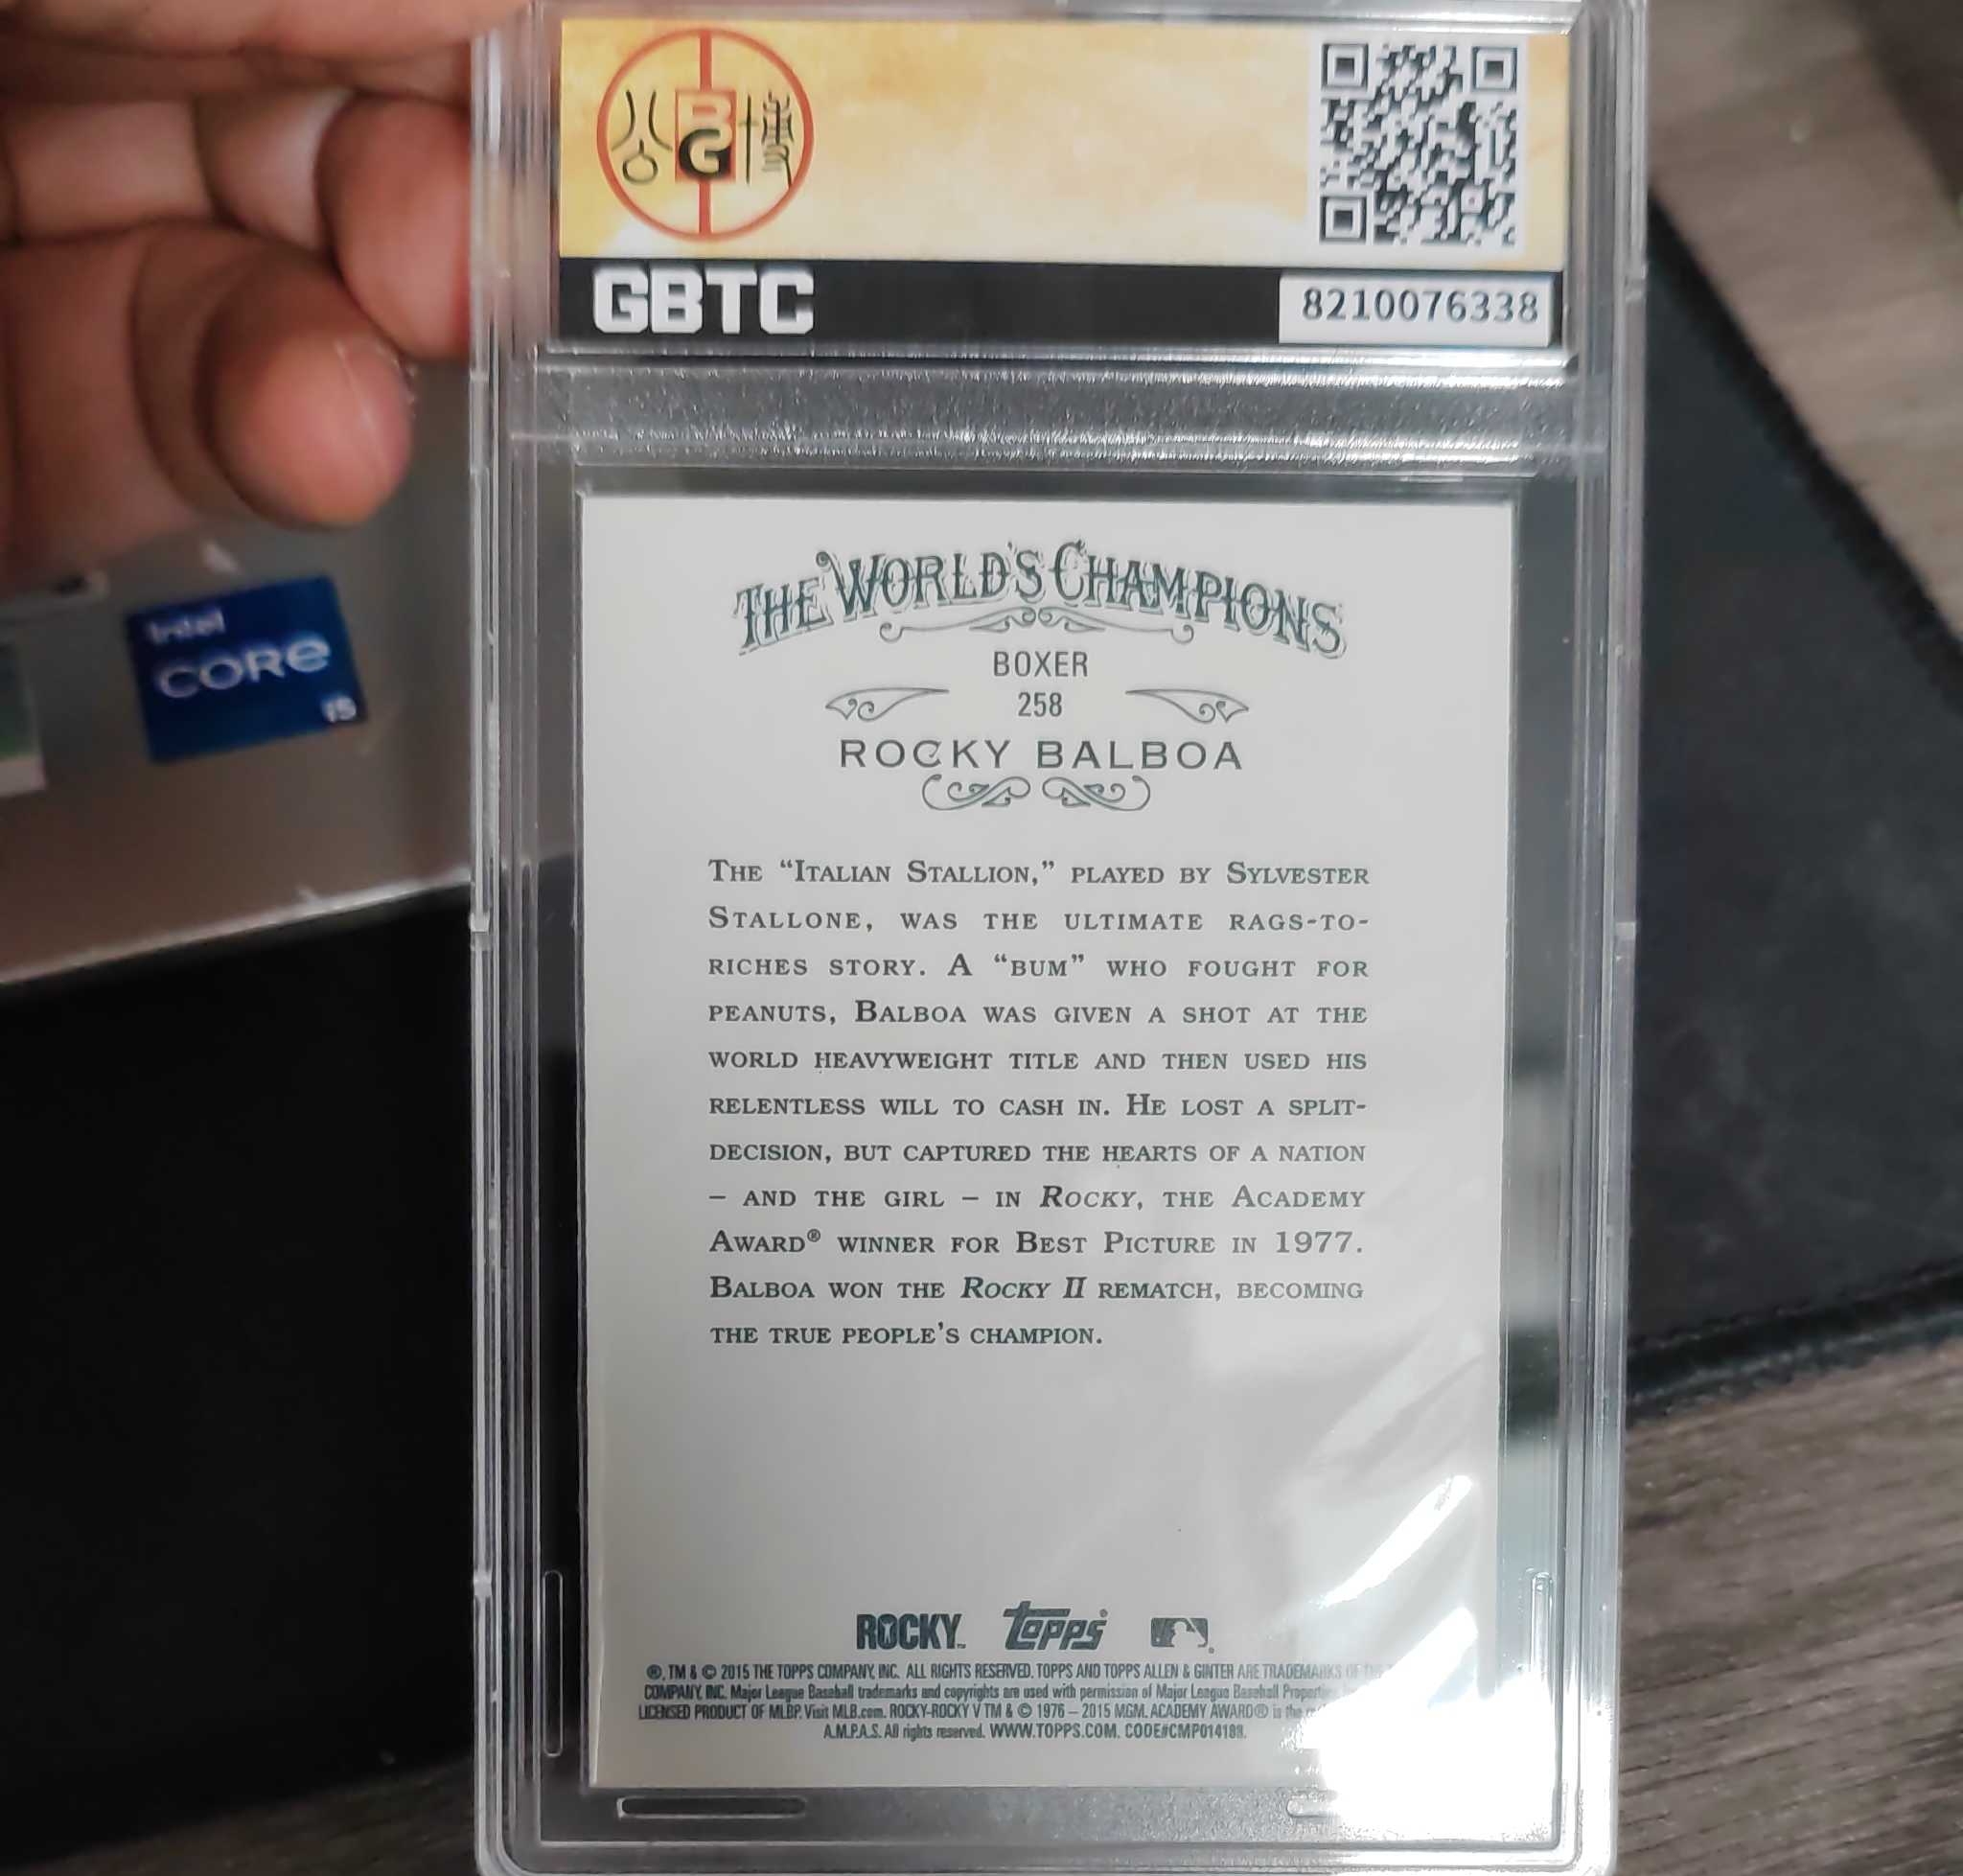 公 BG 博
GBTC
8210076338
intel
CORE
i5
THE WORLD'S CHAMPIONS
BOXER
258
ROCKY BALBOA
THE “ITALIAN STALLION,” PLAYED BY SYLVESTER
STALLONE, WAS THE ULTIMATE RAGS-TO-
RICHES STORY. A “BUM” WHO FOUGHT FOR
PEANUTS, BALBOA WAS GIVEN A SHOT AT THE
WORLD HEAVYWEIGHT TITLE AND THEN USED HIS
RELENTLESS WILL TO CASH IN. HE LOST A SPLIT-
DECISION, BUT CAPTURED THE HEARTS OF A NATION
– AND THE GIRL – IN ROCKY, THE ACADEMY
AWARD® WINNER FOR BEST PICTURE IN 1977.
BALBOA WON THE ROCKY II REMATCH, BECOMING
THE TRUE PEOPLE'S CHAMPION.
ROCKY™ Topps®
®, TM & © 2015 THE TOPPS COMPANY, INC. ALL RIGHTS RESERVED. TOPPS AND TOPPS ALLEN & GINTER ARE TRADEMARKS OF THE
COMPANY, INC. Major League Baseball trademarks and copyrights are used with permission of Major League Baseball
LICENSED PRODUCT OF MLBP. Visit MLB.com. ROCKY-ROCKY V TM & © 1976 – 2015 MGM. ACADEMY AWARD® is the
A.M.P.A.S. All rights reserved. WWW.TOPPS.COM. CODE#CMP014189.